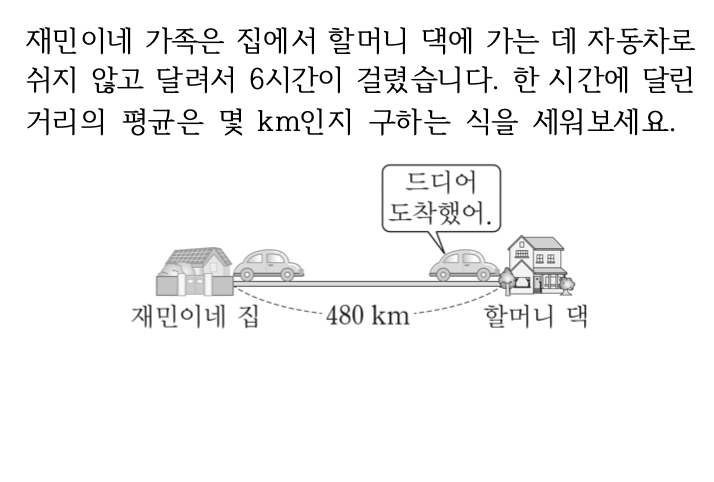 재민이네 가족은 집에서 할머니 댁에 가는 데 자동차로
쉬지 않고 달려서 6시간이 걸렸습니다. 한 시간에 달린
거리의 평균은 몇 km인지 구하는 식을 세워보세요.
드디어
도착했어.
재민이네 집
480 km
할머니 댁